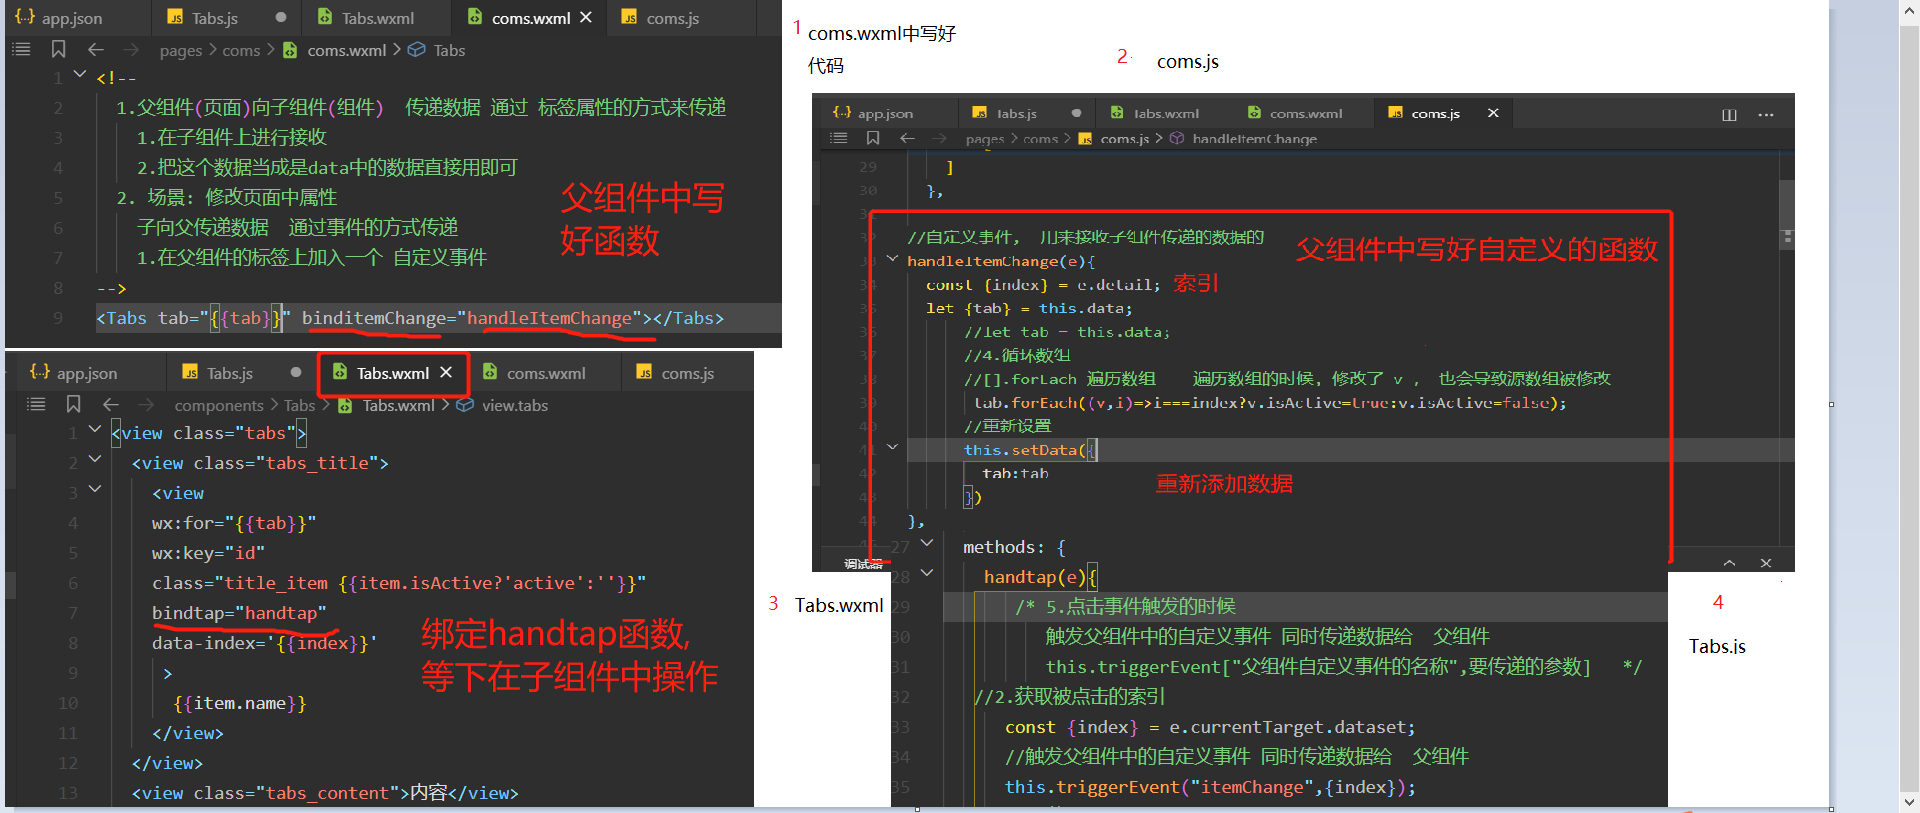 app.json
Tabs.js
Tabs.wxml
coms.wxml
coms.js
pages > coms > coms.wxml > Tabs
1 <!--
2 1.父组件(页面)向子组件(组件) 传递数据 通过 标签属性的方式来传递
3 1.在子组件上进行接收
4 2.把这个数据当成是data中的数据直接用即可
5 2. 场景: 修改页面中属性
6 子向父传递数据 通过事件的方式传递
7 1.在父组件的标签上加入一个 自定义事件
8 -->
9 <Tabs tab="{{tab}}" binditemChange="handleItemChange"></Tabs>
父组件中写
好函数
1 coms.wxml中写好
代码
2 coms.js
app.json
Tabs.js
Tabs.wxml
coms.wxml
coms.js
pages > coms > coms.js > handleItemChange
29 ]
30 },
31
32 //自定义事件, 用来接收子组件传递的数据的
33 handleItemChange(e){
34 const {index} = e.detail;
35 let {tab} = this.data;
36 //let tab = this.data;
37 //4.循环数组
38 //[].forEach 遍历数组 遍历数组的时候, 修改了 v , 也会导致源数组被修改
39 tab.forEach((v,i)=>i===index?v.isActive=true:v.isActive=false);
40 //重新设置
41 this.setData({
42 tab:tab
43 })
44 },
父组件中写好自定义的函数
索引
重新添加数据
调试器
app.json
Tabs.js
Tabs.wxml
coms.wxml
coms.js
components > Tabs > Tabs.wxml > view.tabs
1 <view class="tabs">
2 <view class="tabs_title">
3 <view
4 wx:for="{{tab}}"
5 wx:key="id"
6 class="title_item {{item.isActive?'active':''}}"
7 bindtap="handtap"
8 data-index='{{index}}'
9 >
10 {{item.name}}
11 </view>
12 </view>
13 <view class="tabs_content">内容</view>
绑定handtap函数,
等下在子组件中操作
3 Tabs.wxml
27 methods: {
28 handtap(e){
29 /* 5.点击事件触发的时候
30 触发父组件中的自定义事件 同时传递数据给 父组件
31 this.triggerEvent["父组件自定义事件的名称",要传递的参数] */
32 //2.获取被点击的索引
33 const {index} = e.currentTarget.dataset;
34 //触发父组件中的自定义事件 同时传递数据给 父组件
35 this.triggerEvent("itemChange",{index});
4
Tabs.js